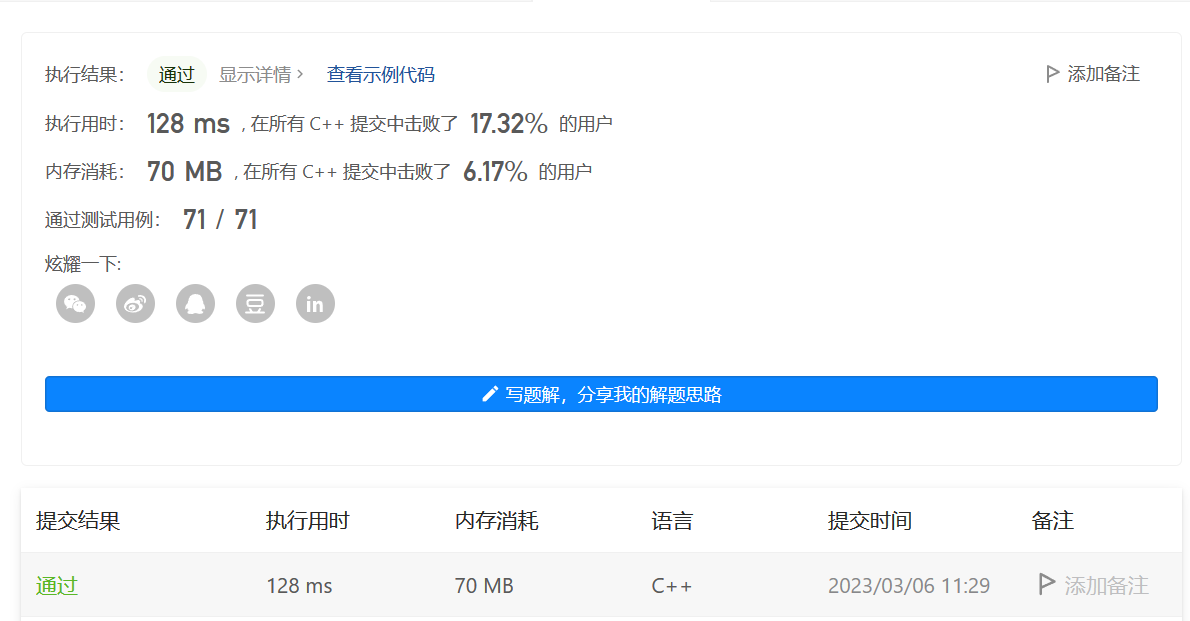 执行结果： 通过 显示详情 › 查看示例代码 添加备注
执行用时： 128 ms , 在所有 C++ 提交中击败了 17.32% 的用户
内存消耗： 70 MB , 在所有 C++ 提交中击败了 6.17% 的用户
通过测试用例： 71 / 71
炫耀一下:
豆 in
写题解，分享我的解题思路
提交结果 执行用时 内存消耗 语言 提交时间 备注
通过 128 ms 70 MB C++ 2023/03/06 11:29 添加备注